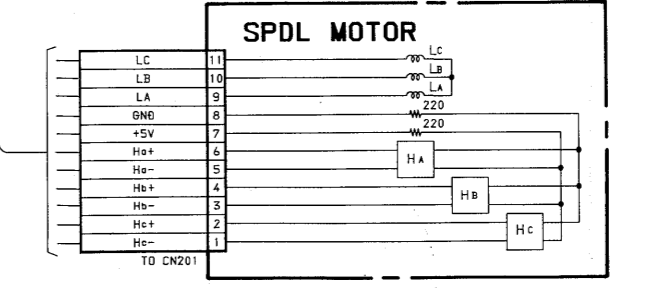 SPDL MOTOR
LC 11 LC
LB 10 LB
LA 9 LA
GND 8 220
+5V 7 220
Ha+ 6 HA
Ha- 5
Hb+ 4 HB
Hb- 3
Hc+ 2 HC
Hc- 1
TO CN201